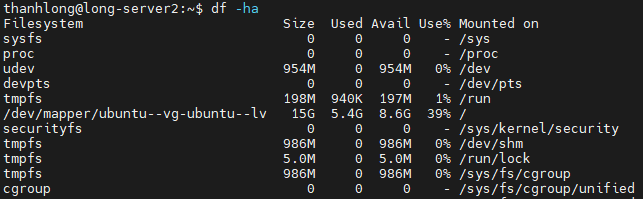 thanhlong@long-server2:~$ df -ha
Filesystem                         Size  Used Avail Use% Mounted on
sysfs                                 0     0     0    - /sys
proc                                  0     0     0    - /proc
udev                               954M     0  954M   0% /dev
devpts                                0     0     0    - /dev/pts
tmpfs                              198M  940K  197M   1% /run
/dev/mapper/ubuntu--vg-ubuntu--lv   15G  5.4G  8.6G  39% /
securityfs                            0     0     0    - /sys/kernel/security
tmpfs                              986M     0  986M   0% /dev/shm
tmpfs                              5.0M     0  5.0M   0% /run/lock
tmpfs                              986M     0  986M   0% /sys/fs/cgroup
cgroup                                0     0     0    - /sys/fs/cgroup/unified